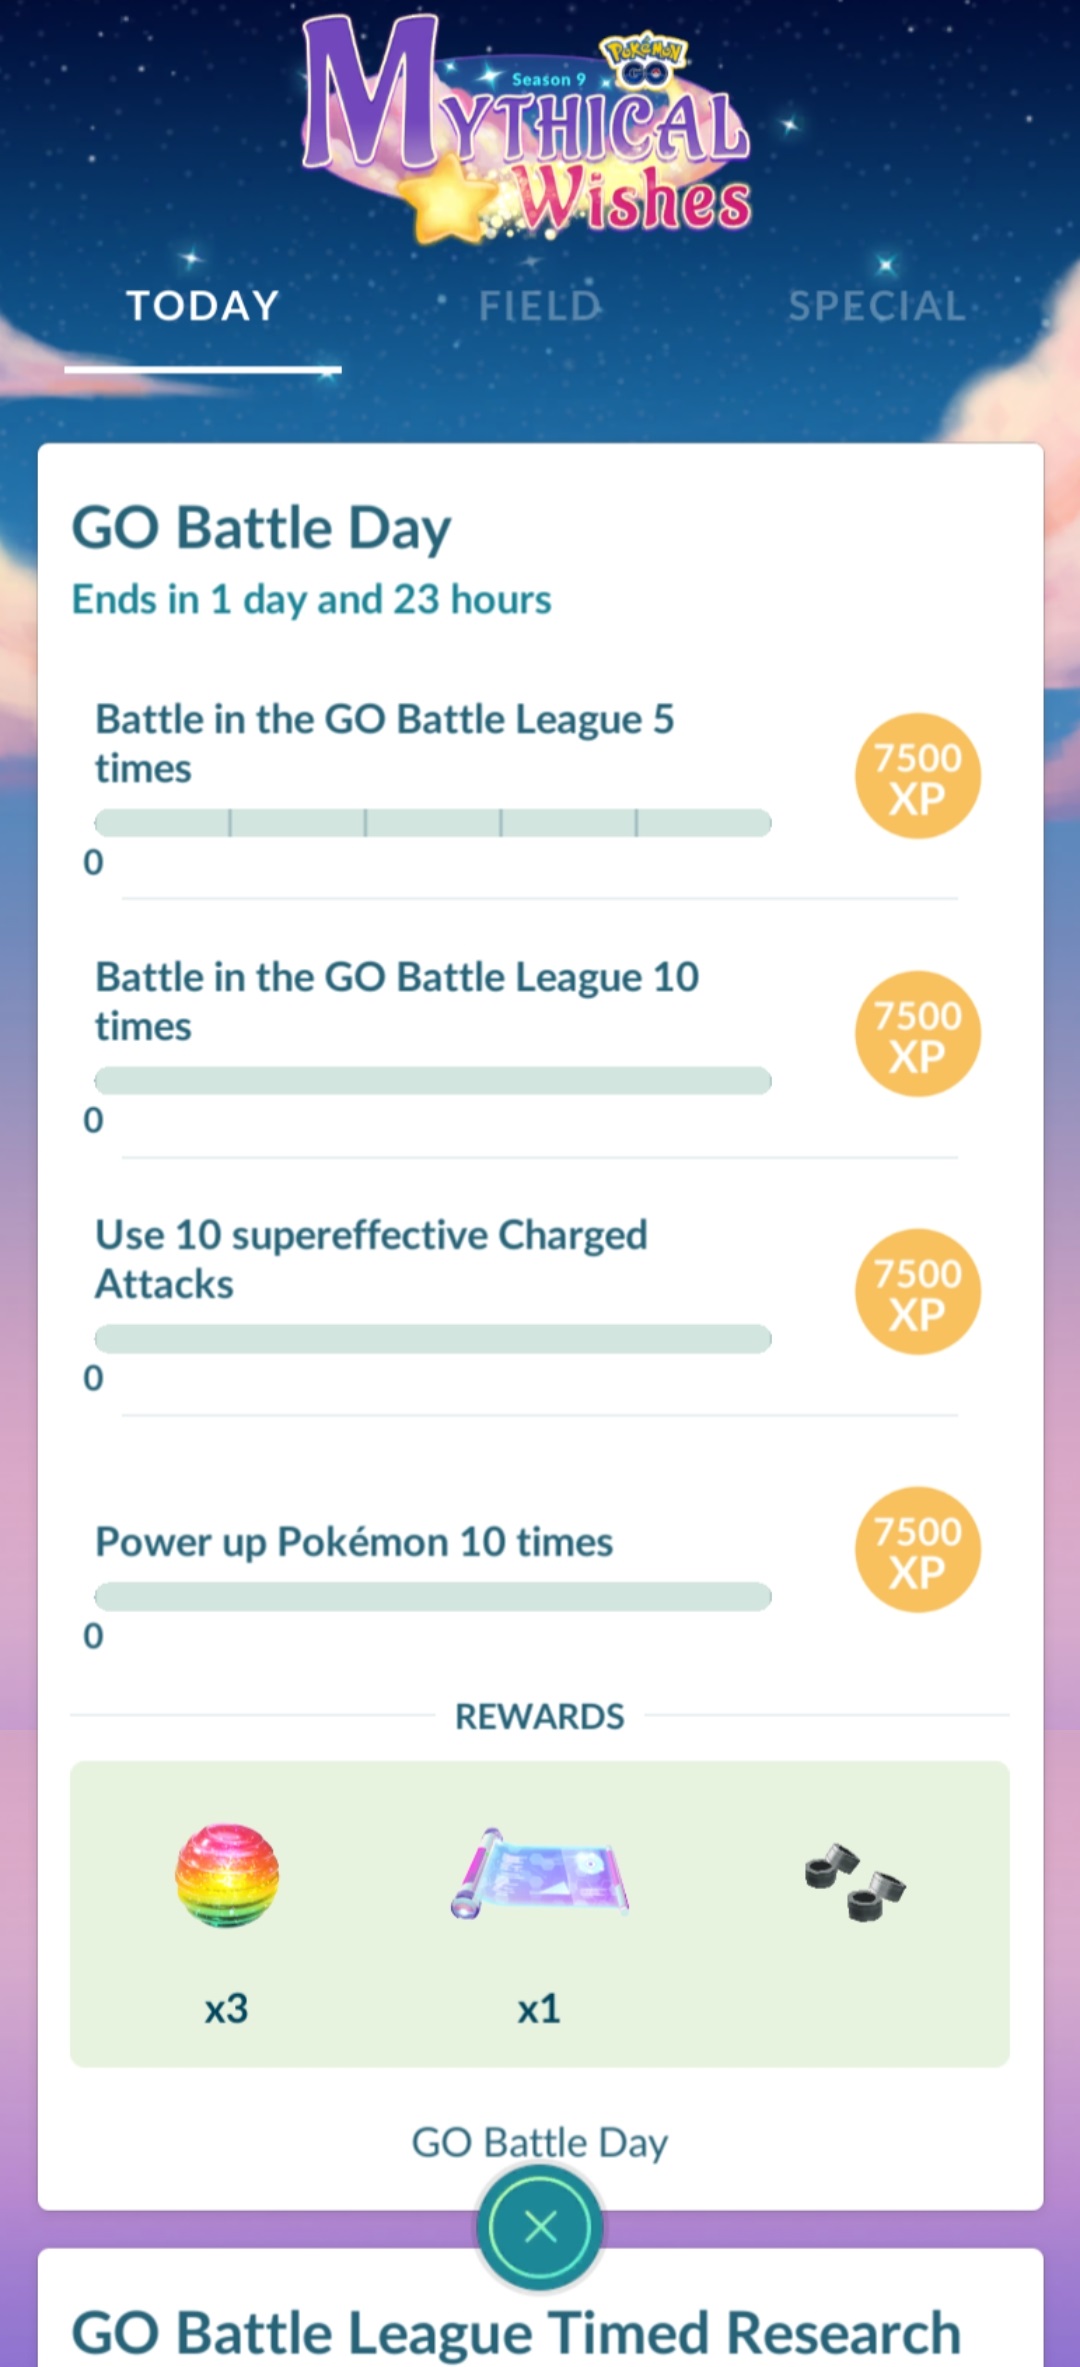 Pokémon
GO
Season 9
MYTHICAL
Wishes
TODAY
FIELD
SPECIAL
GO Battle Day
Ends in 1 day and 23 hours
Battle in the GO Battle League 5
times
7500
XP
0
Battle in the GO Battle League 10
times
7500
XP
0
Use 10 supereffective Charged
Attacks
7500
XP
0
Power up Pokémon 10 times
7500
XP
0
REWARDS
x3
x1
GO Battle Day
GO Battle League Timed Research